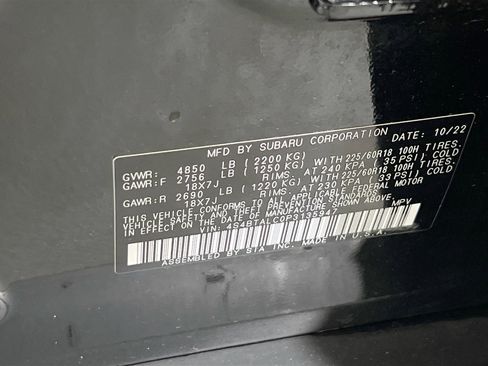 MFD BY SUBARU CORPORATION DATE: 10/22
GVWR: 4850 LB (2200 KG)
GAWR:F 2756 LB (1250 KG) WITH 225/60R18 100H TIRES,
18X7J RIMS, AT 240 KPA (35 PSI) COLD
GAWR:R 2690 LB (1220 KG) WITH 225/60R18 100H TIRES,
18X7J RIMS, AT 230 KPA (33 PSI) COLD
THIS VEHICLE CONFORMS TO ALL APPLICABLE FEDERAL MOTOR
VEHICLE SAFETY AND THEFT PREVENTION STANDARDS IN
EFFECT ON THE DATE OF MANUFACTURE SHOWN ABOVE.
VIN: 4S4BTALC0P3135947 MPV
ASSEMBLED BY SIA INC. MADE IN U.S.A.